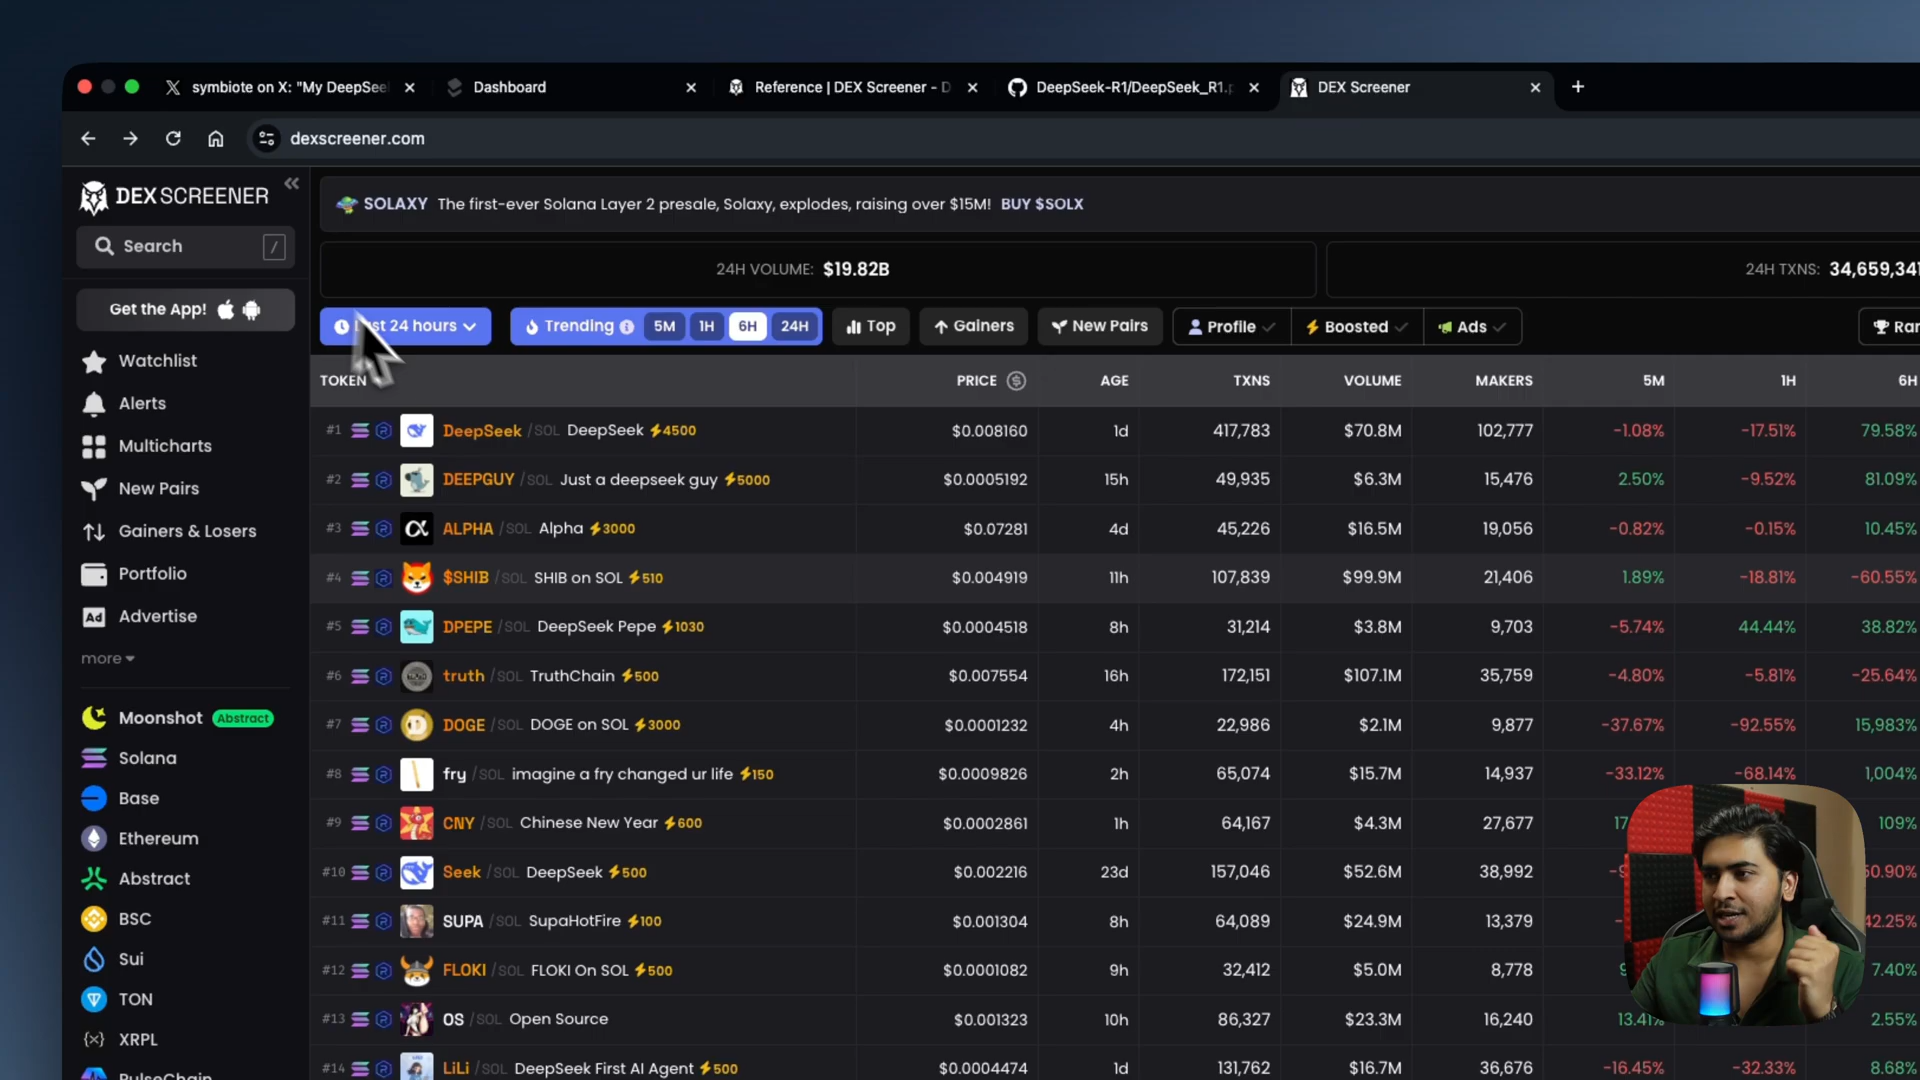 symbiote on X: "My DeepSee
Dashboard
Reference | DEX Screener - D
DeepSeek-R1/DeepSeek_R1.p
DEX Screener
dexscreener.com
DEX SCREENER
Search
/
Get the App!
Watchlist
Alerts
Multicharts
New Pairs
Gainers & Losers
Portfolio
Ad
Advertise
more
Moonshot Abstract
Solana
Base
Ethereum
Abstract
BSC
Sui
TON
XRPL
PulseChain
SOLAXY The first-ever Solana Layer 2 presale, Solaxy, explodes, raising over $15M! BUY $SOLX
24H VOLUME: $19.82B
24H TXNS: 34,659,341
24 hours
Trending 5M 1H 6H 24H
Top
Gainers
New Pairs
Profile
Boosted
Ads
Ran
TOKEN PRICE AGE TXNS VOLUME MAKERS 5M 1H 6H
#1 DeepSeek /SOL DeepSeek 4500 $0.008160 1d 417,783 $70.8M 102,777 -1.08% -17.51% 79.58%
#2 DEEPGUY /SOL Just a deepseek guy 5000 $0.0005192 15h 49,935 $6.3M 15,476 2.50% -9.52% 81.09%
#3 ALPHA /SOL Alpha 3000 $0.07281 4d 45,226 $16.5M 19,056 -0.82% -0.15% 10.45%
#4 $SHIB /SOL SHIB on SOL 510 $0.004919 11h 107,839 $99.9M 21,406 1.89% -18.81% -60.55%
#5 DPEPE /SOL DeepSeek Pepe 1030 $0.0004518 8h 31,214 $3.8M 9,703 -5.74% 44.44% 38.82%
#6 truth /SOL TruthChain 500 $0.007554 16h 172,151 $107.1M 35,759 -4.80% -5.81% -25.64%
#7 DOGE /SOL DOGE on SOL 3000 $0.0001232 4h 22,986 $2.1M 9,877 -37.67% -92.55% 15,983%
#8 fry /SOL imagine a fry changed ur life 150 $0.0009826 2h 65,074 $15.7M 14,937 -33.12% -68.14% 1,004%
#9 CNY /SOL Chinese New Year 600 $0.0002861 1h 64,167 $4.3M 27,677 17 109%
#10 Seek /SOL DeepSeek 500 $0.002216 23d 157,046 $52.6M 38,992 50.90%
#11 SUPA /SOL SupaHotFire 100 $0.001304 8h 64,089 $24.9M 13,379 42.25%
#12 FLOKI /SOL FLOKI On SOL 500 $0.0001082 9h 32,412 $5.0M 8,778 7.40%
#13 OS /SOL Open Source $0.001323 10h 86,327 $23.3M 16,240 13.41% 2.55%
#14 LiLi /SOL DeepSeek First AI Agent 500 $0.0004474 1d 131,762 $16.7M 36,676 -16.45% -32.33% 8.68%